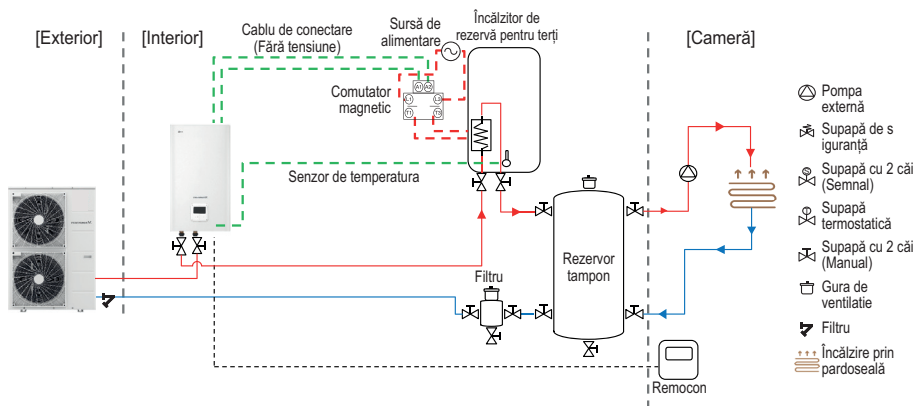 [Exterior]
[Interior]
Cablu de conectare
(Fără tensiune)
Sursă de
alimentare
Încălzitor de
rezervă pentru terți
[Cameră]
Comutator
magnetic
A1 A2
L1 L3
T1 T3
Senzor de temperatura
Filtru
Rezervor
tampon
Remocon
Pompa
externă
Supapă de s
iguranță
Supapă cu 2 căi
(Semnal)
Supapă
termostatică
Supapă cu 2 căi
(Manual)
Gura de
ventilatie
Filtru
Încălzire prin
pardoseală